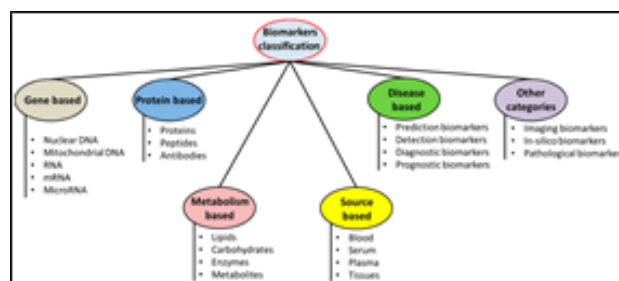 Biomarkers
classification
Gene based
• Nuclear DNA
• Mitochondrial DNA
• RNA
• mRNA
• MicroRNA
Protein based
• Proteins
• Peptides
• Antibodies
Metabolism
based
• Lipids
• Carbohydrates
• Enzymes
• Metabolites
Source
based
• Blood
• Serum
• Plasma
• Tissues
Disease
based
• Prediction biomarkers
• Detection biomarkers
• Diagnostic biomarkers
• Prognostic biomarkers
Other
categories
• Imaging biomarkers
• In-silico biomarkers
• Pathological biomarker